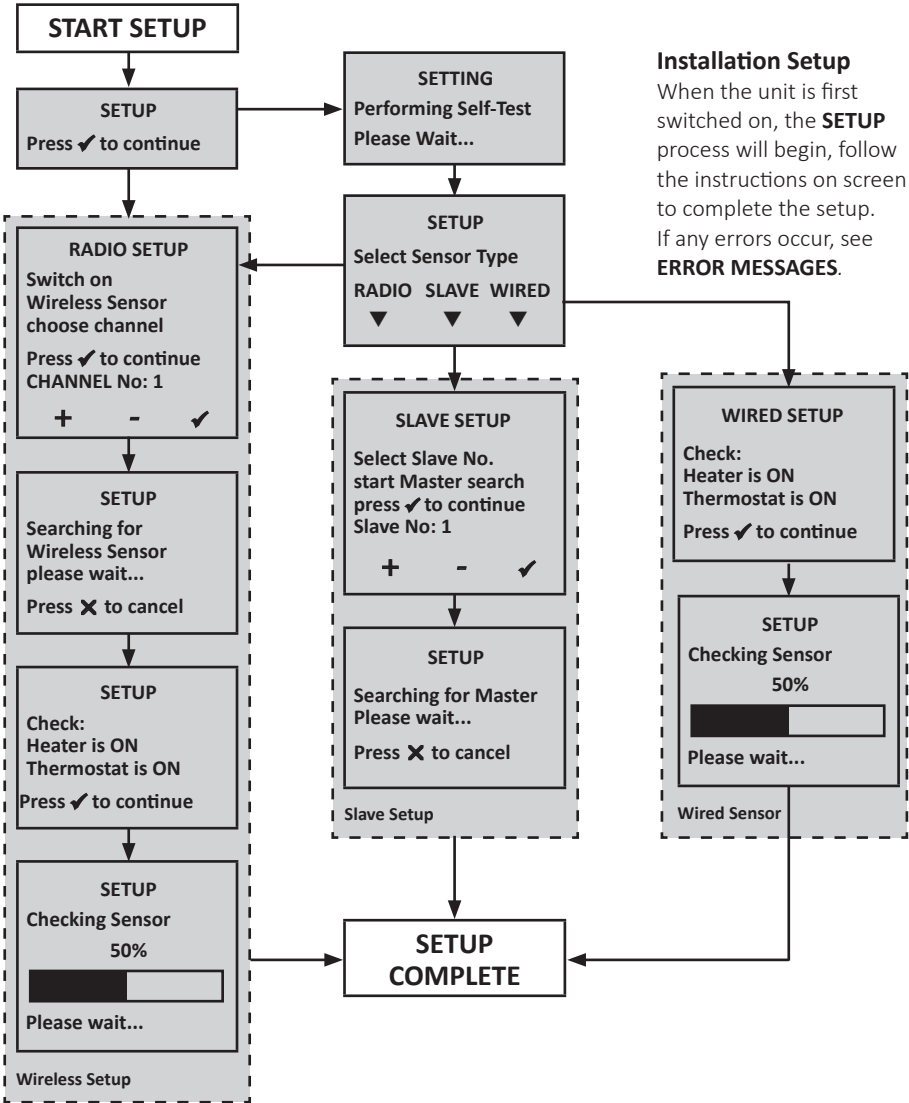 START SETUP
SETUP
Press ✔ to continue
SETTING
Performing Self-Test
Please Wait...
Installation Setup
When the unit is first
switched on, the SETUP
process will begin, follow
the instructions on screen
to complete the setup.
If any errors occur, see
ERROR MESSAGES.
SETUP
Select Sensor Type
RADIO SLAVE WIRED
▼ ▼ ▼
RADIO SETUP
Switch on
Wireless Sensor
choose channel
Press ✔ to continue
CHANNEL No: 1
+ - ✔
SETUP
Searching for
Wireless Sensor
please wait...
Press ✕ to cancel
SETUP
Check:
Heater is ON
Thermostat is ON
Press ✔ to continue
SETUP
Checking Sensor
50%
Please wait...
Wireless Setup
SLAVE SETUP
Select Slave No.
start Master search
press ✔ to continue
Slave No: 1
+ - ✔
SETUP
Searching for Master
Please wait...
Press ✕ to cancel
Slave Setup
WIRED SETUP
Check:
Heater is ON
Thermostat is ON
Press ✔ to continue
SETUP
Checking Sensor
50%
Please wait...
Wired Sensor
SETUP
COMPLETE